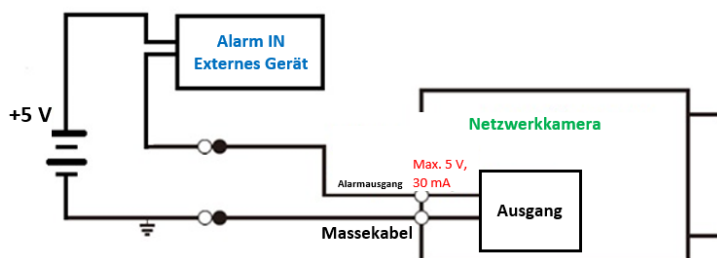 Alarm IN
Externes Gerät
+5 V
Netzwerkkamera
Max. 5 V,
30 mA
Alarmausgang
Ausgang
Massekabel